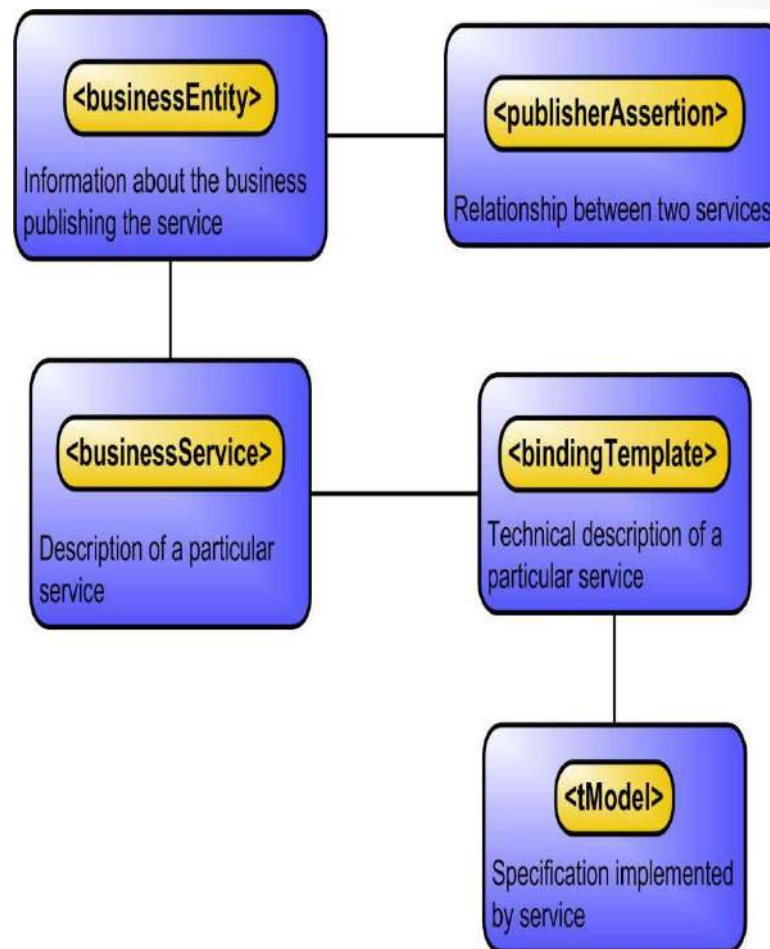 <businessEntity>
Information about the business
publishing the service
<publisherAssertion>
Relationship between two services
<businessService>
Description of a particular
service
<bindingTemplate>
Technical description of a
particular service
<tModel>
Specification implemented
by service